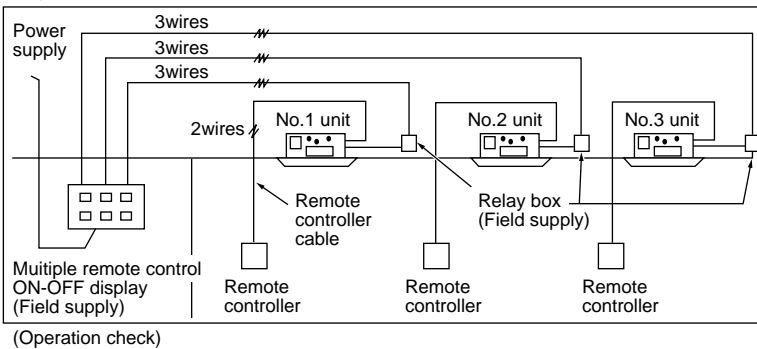 Power
supply
3wires
3wires
3wires
2wires
No.1 unit
No.2 unit
No.3 unit
Remote
controller
cable
Relay box
(Field supply)
Muitiple remote control
ON-OFF display
(Field supply)
Remote
controller
Remote
controller
Remote
controller
(Operation check)